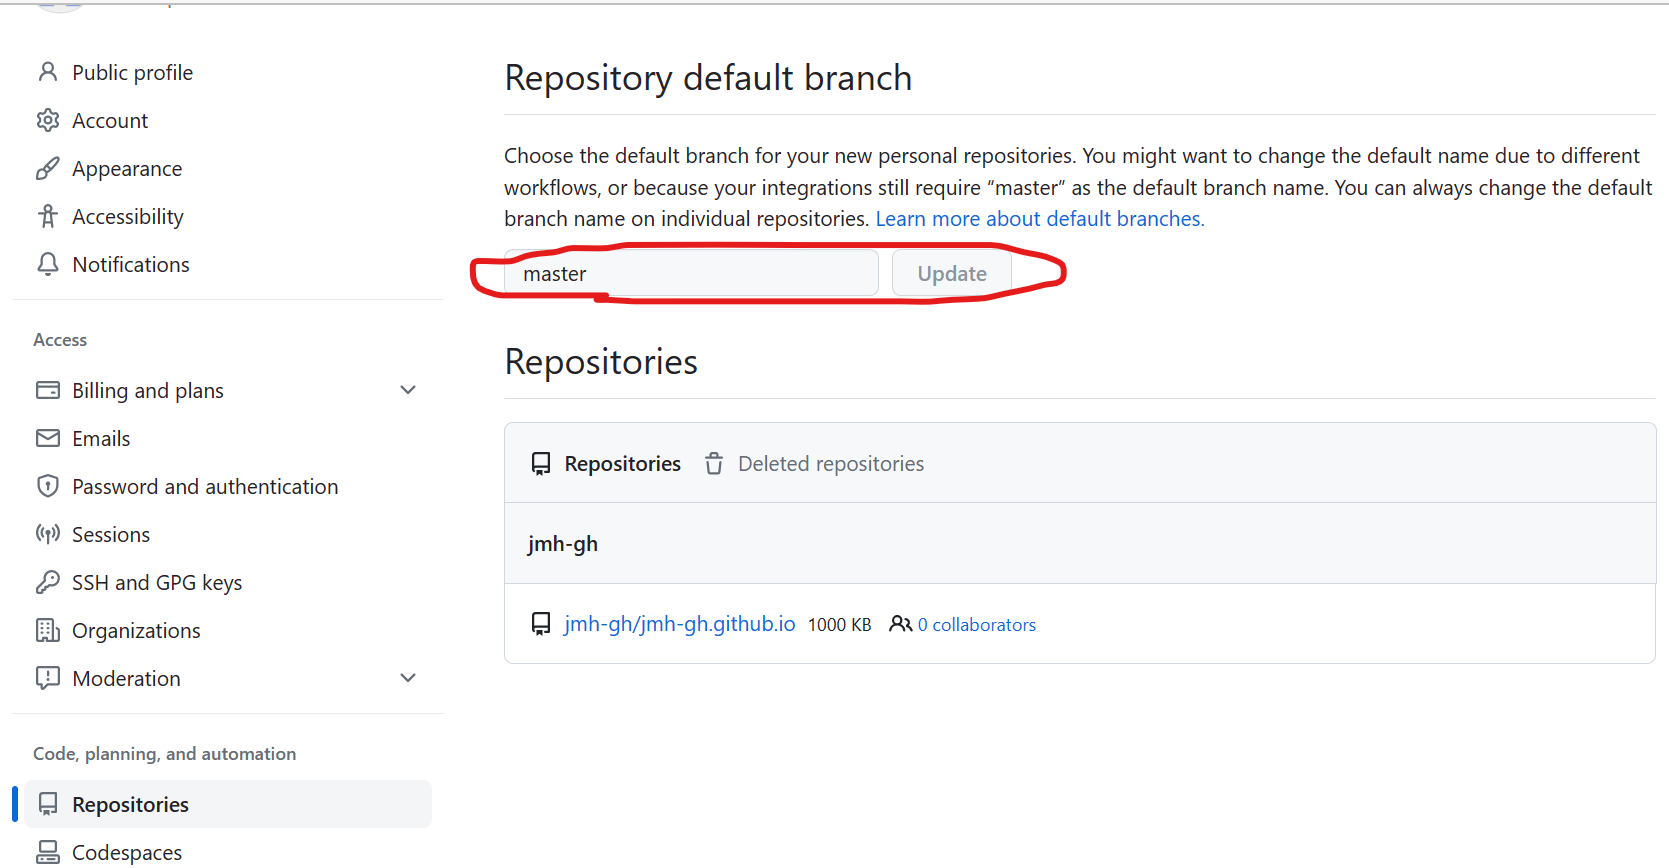 Public profile
Account
Appearance
Accessibility
Notifications
Access
Billing and plans
Emails
Password and authentication
Sessions
SSH and GPG keys
Organizations
Moderation
Code, planning, and automation
Repositories
Codespaces
Repository default branch
Choose the default branch for your new personal repositories. You might want to change the default name due to different
workflows, or because your integrations still require “master” as the default branch name. You can always change the default
branch name on individual repositories. Learn more about default branches.
master Update
Repositories
Repositories Deleted repositories
jmh-gh
jmh-gh/jmh-gh.github.io 1000 KB 0 collaborators